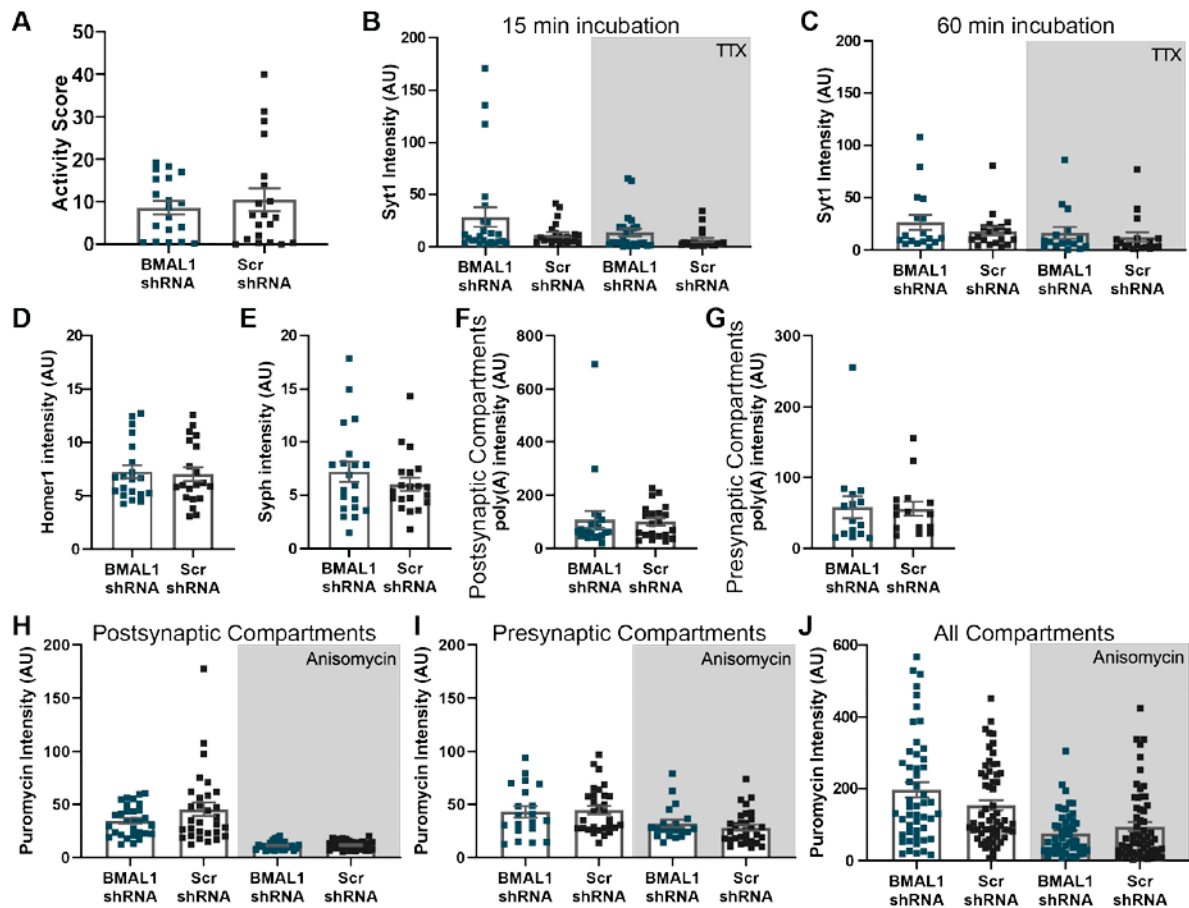 A
Activity Score
50
40
30
20
10
0
BMAL1
shRNA
Scr
shRNA
B
15 min incubation
TTX
Syt1 Intensity (AU)
200
150
100
50
0
BMAL1
shRNA
Scr
shRNA
BMAL1
shRNA
Scr
shRNA
C
60 min incubation
TTX
Syt1 Intensity (AU)
200
150
100
50
0
BMAL1
shRNA
Scr
shRNA
BMAL1
shRNA
Scr
shRNA
D
Homer1 intensity (AU)
20
15
10
5
0
BMAL1
shRNA
Scr
shRNA
E
Syph intensity (AU)
20
15
10
5
0
BMAL1
shRNA
Scr
shRNA
F
Postsynaptic Compartments
poly(A) intensity (AU)
800
600
400
200
0
BMAL1
shRNA
Scr
shRNA
G
Presynaptic Compartments
poly(A) intensity (AU)
300
200
100
0
BMAL1
shRNA
Scr
shRNA
H
Postsynaptic Compartments
Anisomycin
Puromycin Intensity (AU)
200
150
100
50
0
BMAL1
shRNA
Scr
shRNA
BMAL1
shRNA
Scr
shRNA
I
Presynaptic Compartments
Anisomycin
Puromycin Intensity (AU)
200
150
100
50
0
BMAL1
shRNA
Scr
shRNA
BMAL1
shRNA
Scr
shRNA
J
All Compartments
Anisomycin
Puromycin Intensity (AU)
600
400
200
0
BMAL1
shRNA
Scr
shRNA
BMAL1
shRNA
Scr
shRNA